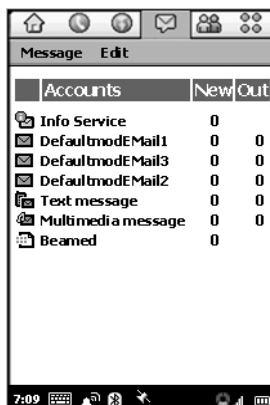 Message Edit
Accounts New Out
Info Service 0
DefaultmodEMail1 0 0
DefaultmodEMail3 0 0
DefaultmodEMail2 0 0
Text message 0 0
Multimedia message 0 0
Beamed 0
7:09